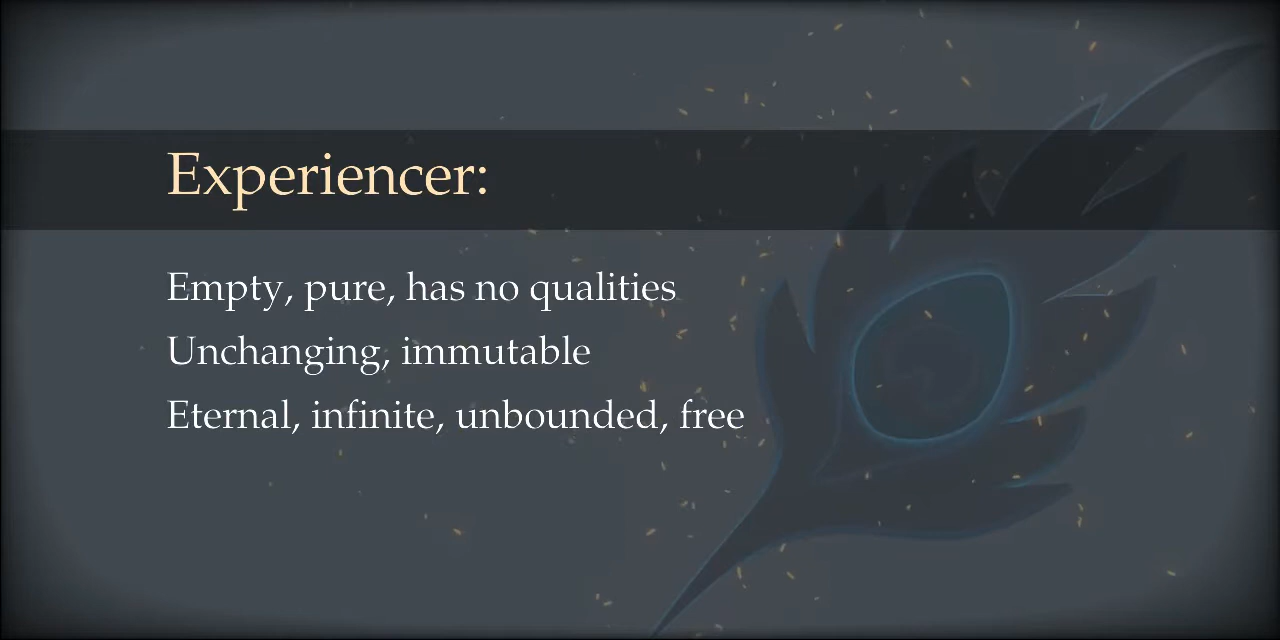 Experiencer:
Empty, pure, has no qualities
Unchanging, immutable
Eternal, infinite, unbounded, free